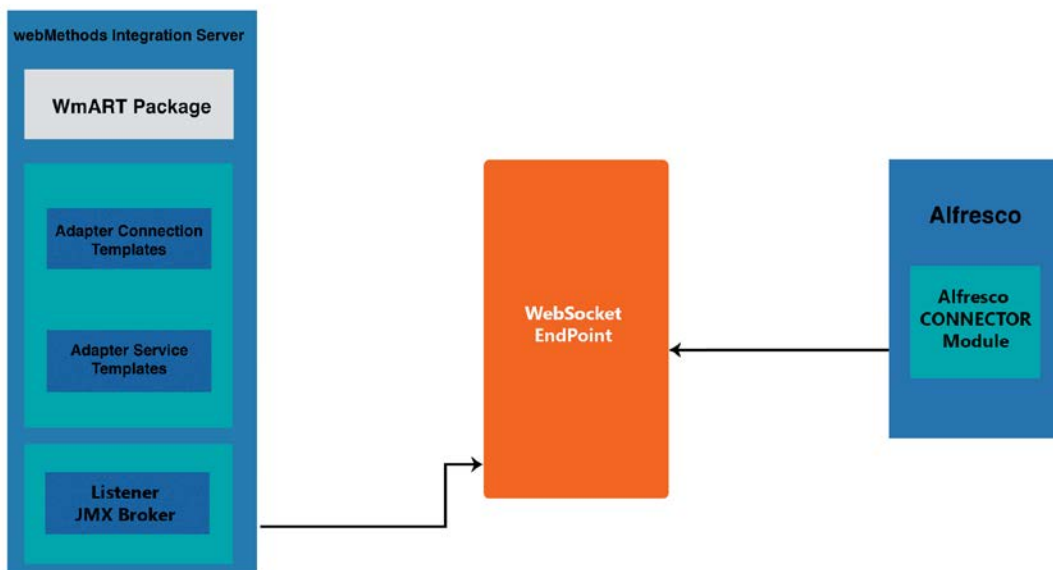 webMethods Integration Server
WmART Package
Adapter Connection
Templates
Adapter Service
Templates
Listener
JMX Broker
WebSocket
EndPoint
Alfresco
Alfresco
CONNECTOR
Module